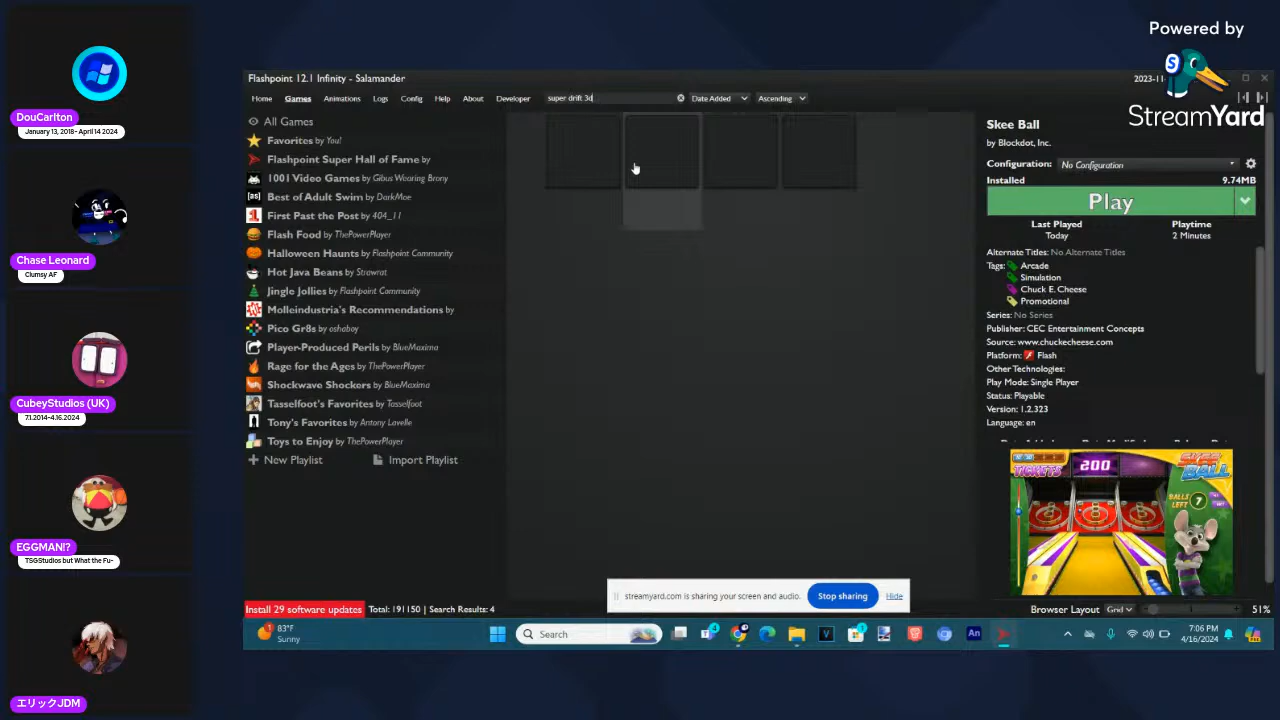 Powered by
StreamYard
DouCarlton
January 13, 2018- April 14 2024
Chase Leonard
Clumsy AF
CubeyStudios (UK)
7.1.2014-4.16.2024
EGGMAN!?
TSGStudios but What the Fu-
エリックJDM
Flashpoint 12.1 Infinity - Salamander
2023-11
Home Games Animations Logs Config Help About Developer
super drift 3d
Date Added
Ascending
All Games
Favorites by You!
Flashpoint Super Hall of Fame by
1001 Video Games by Gibus Wearing Brony
Best of Adult Swim by DarkMoe
First Past the Post by 404_11
Flash Food by ThePowerPlayer
Halloween Haunts by Flashpoint Community
Hot Java Beans by Strawrat
Jingle Jollies by Flashpoint Community
Molleindustria's Recommendations by
Pico Gr8s by oshaboy
Player-Produced Perils by BlueMaxima
Rage for the Ages by ThePowerPlayer
Shockwave Shockers by BlueMaxima
Tasselfoot's Favorites by Tasselfoot
Tony's Favorites by Antony Lavelle
Toys to Enjoy by ThePowerPlayer
New Playlist
Import Playlist
Skee Ball
by Blockdot, Inc.
Configuration: No Configuration
Installed 9.74MB
Play
Last Played Playtime
Today 2 Minutes
Alternate Titles: No Alternate Titles
Tags: Arcade
Simulation
Chuck E. Cheese
Promotional
Series: No Series
Publisher: CEC Entertainment Concepts
Source: www.chuckecheese.com
Platform: Flash
Other Technologies:
Play Mode: Single Player
Status: Playable
Version: 1.2.323
Language: en
TICKETS
200
SKEE BALL
BALLS LEFT 7
streamyard.com is sharing your screen and audio.
Stop sharing
Hide
Install 29 software updates
Total: 191150 | Search Results: 4
Browser Layout Grid
51%
83°F
Sunny
Search
7:06 PM
4/16/2024